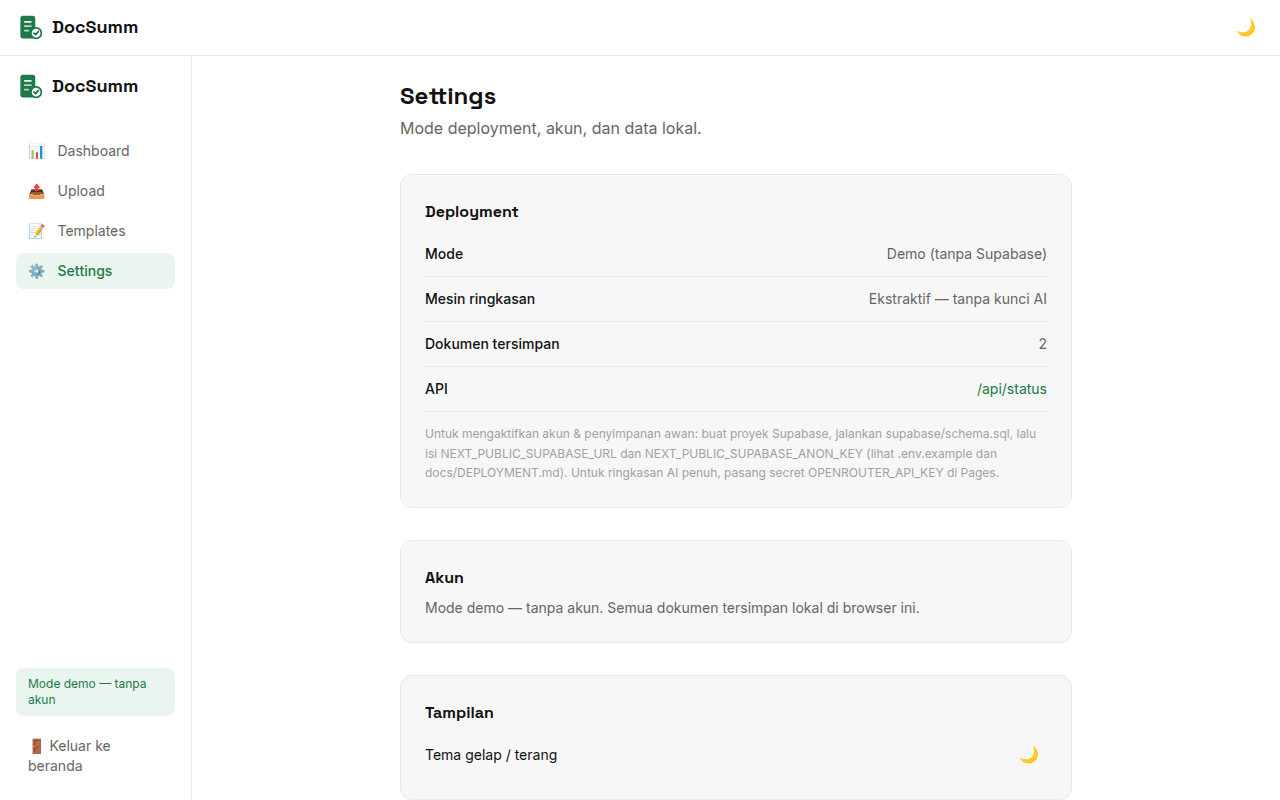 DocSumm
DocSumm
Dashboard
Upload
Templates
Settings
Mode demo — tanpa
akun
Keluar ke
beranda
Settings
Mode deployment, akun, dan data lokal.
Deployment
Mode Demo (tanpa Supabase)
Mesin ringkasan Ekstraktif — tanpa kunci AI
Dokumen tersimpan 2
API /api/status
Untuk mengaktifkan akun & penyimpanan awan: buat proyek Supabase, jalankan supabase/schema.sql, lalu
isi NEXT_PUBLIC_SUPABASE_URL dan NEXT_PUBLIC_SUPABASE_ANON_KEY (lihat .env.example dan
docs/DEPLOYMENT.md). Untuk ringkasan AI penuh, pasang secret OPENROUTER_API_KEY di Pages.
Akun
Mode demo — tanpa akun. Semua dokumen tersimpan lokal di browser ini.
Tampilan
Tema gelap / terang